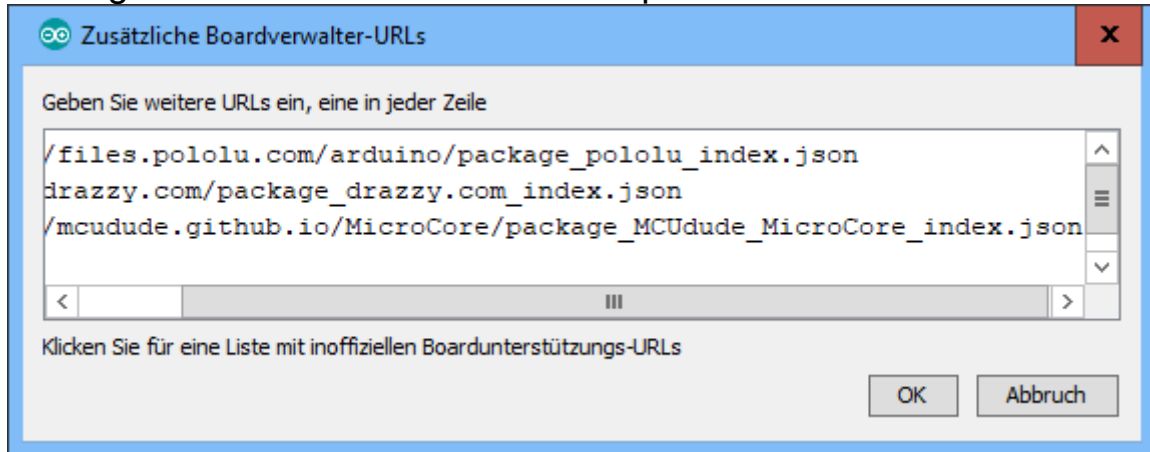 Zusätzliche Boardverwalter-URLs
Geben Sie weitere URLs ein, eine in jeder Zeile
/files.pololu.com/arduino/package_pololu_index.json
drazzy.com/package_drazzy.com_index.json
/mcudude.github.io/MicroCore/package_MCUdude_MicroCore_index.json
Klicken Sie für eine Liste mit inoffiziellen Boardunterstützungs-URLs
OK Abbruch